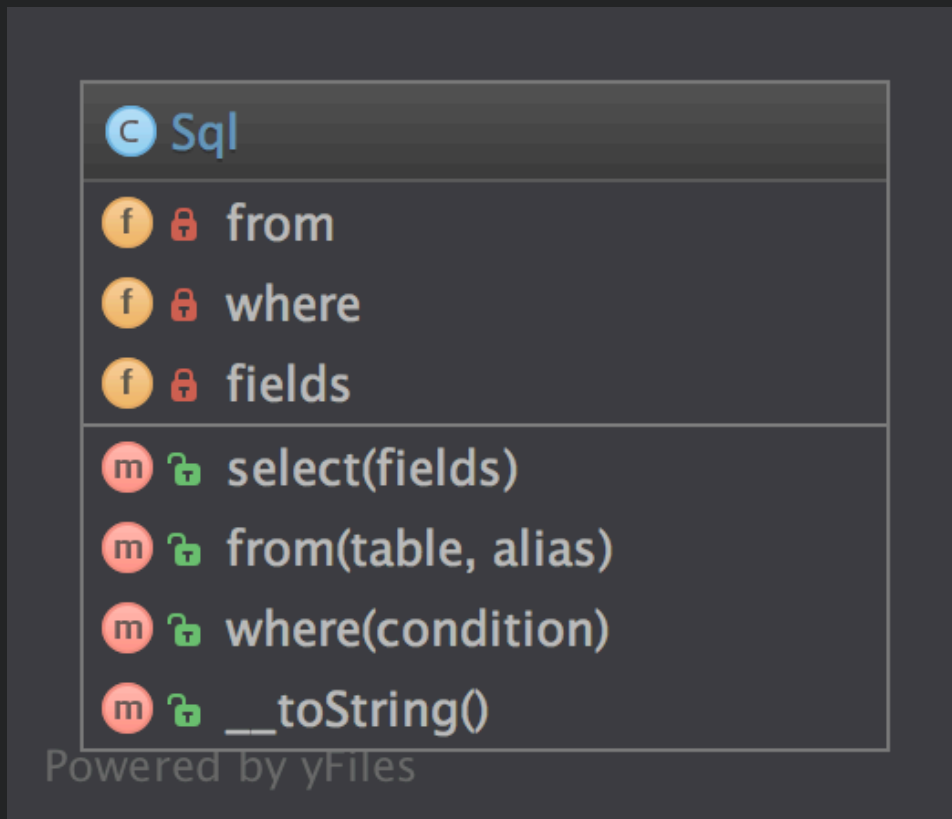 C Sql
f from
f where
f fields
m select(fields)
m from(table, alias)
m where(condition)
m __toString()
Powered by yFiles